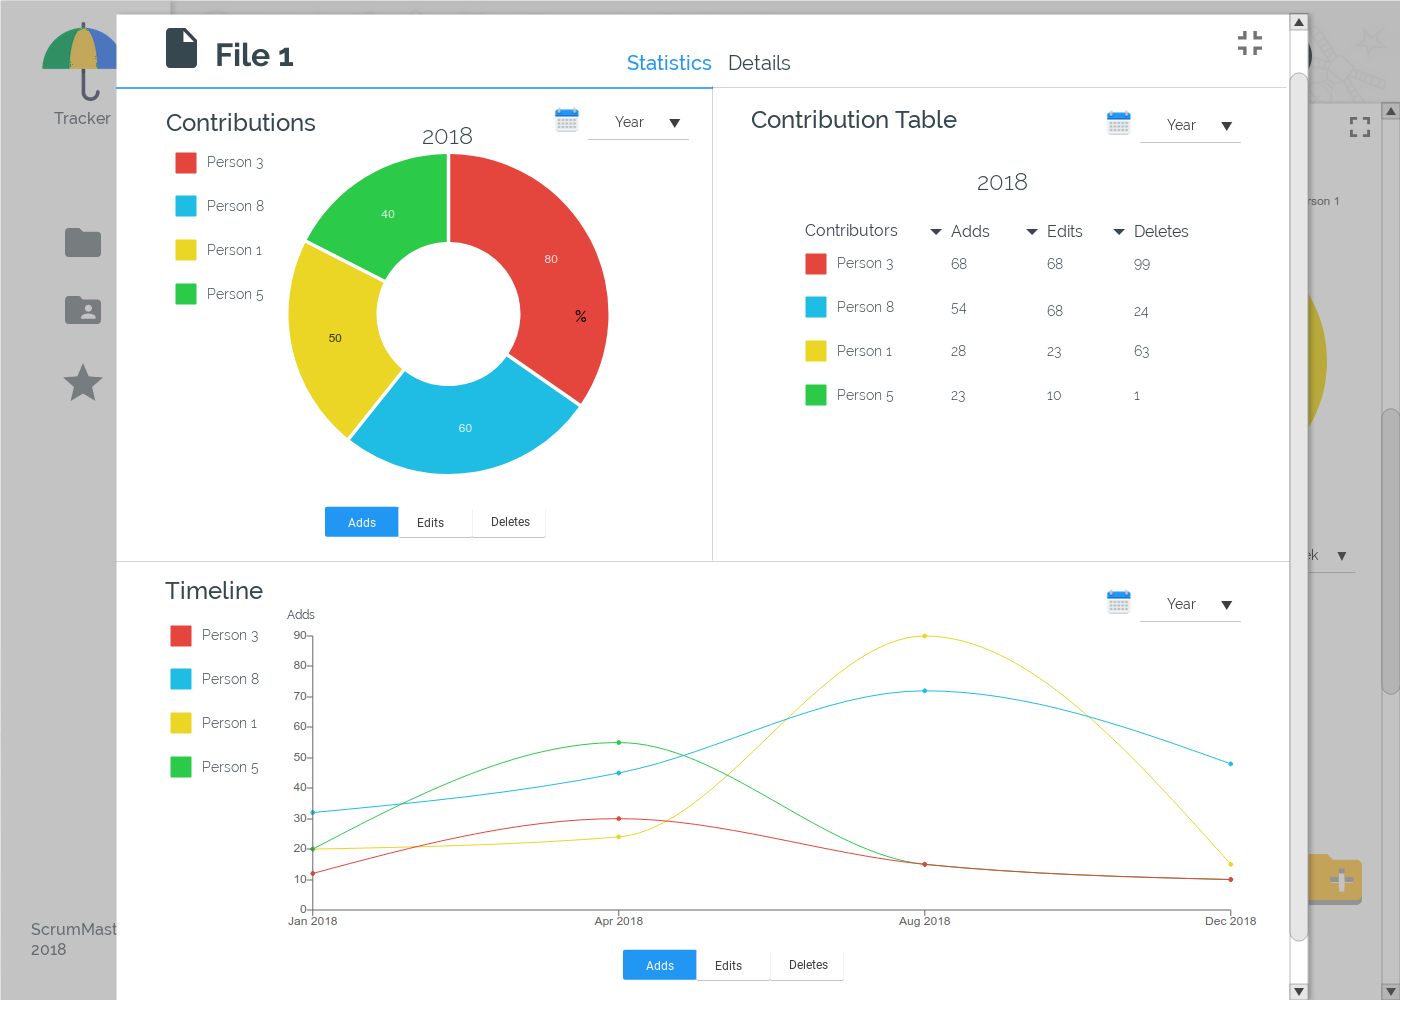 Tracker
ScrumMast
2018
File 1
Statistics Details
Contributions
2018
Year
Person 3
Person 8
Person 1
Person 5
40
80
%
50
60
Adds Edits Deletes
Contribution Table
Year
2018
Contributors Adds Edits Deletes
Person 3 68 68 99
Person 8 54 68 24
Person 1 28 23 63
Person 5 23 10 1
Timeline
Year
Person 3
Person 8
Person 1
Person 5
Adds
90
80
70
60
50
40
30
20
10
0
Jan 2018 Apr 2018 Aug 2018 Dec 2018
Adds Edits Deletes
rson 1
ek